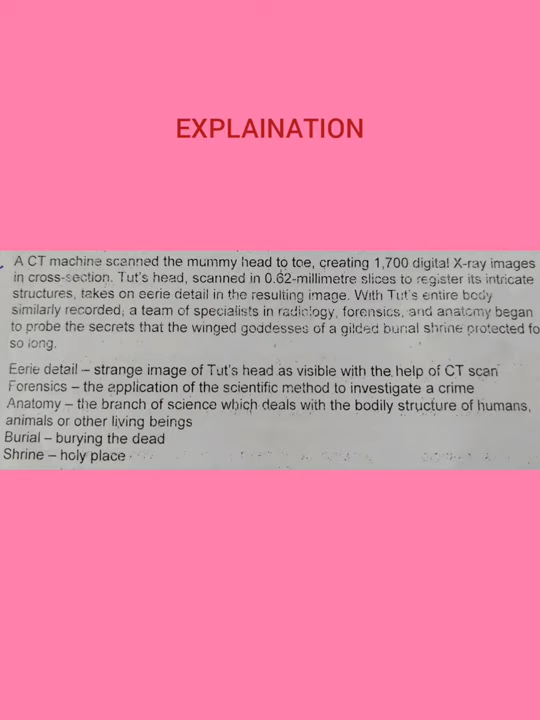 EXPLAINATION
A CT machine scanned the mummy head to toe, creating 1,700 digital X-ray images
in cross-section. Tut's head, scanned in 0.62-millimetre slices to register its intricate
structures, takes on eerie detail in the resulting image. With Tut's entire body
similarly recorded, a team of specialists in radiology, forensics, and anatomy began
to probe the secrets that the winged goddesses of a gilded burial shrine protected fo
so long.
Eerie detail – strange image of Tut's head as visible with the help of CT scan
Forensics – the application of the scientific method to investigate a crime
Anatomy – the branch of science which deals with the bodily structure of humans,
animals or other living beings
Burial – burying the dead
Shrine – holy place